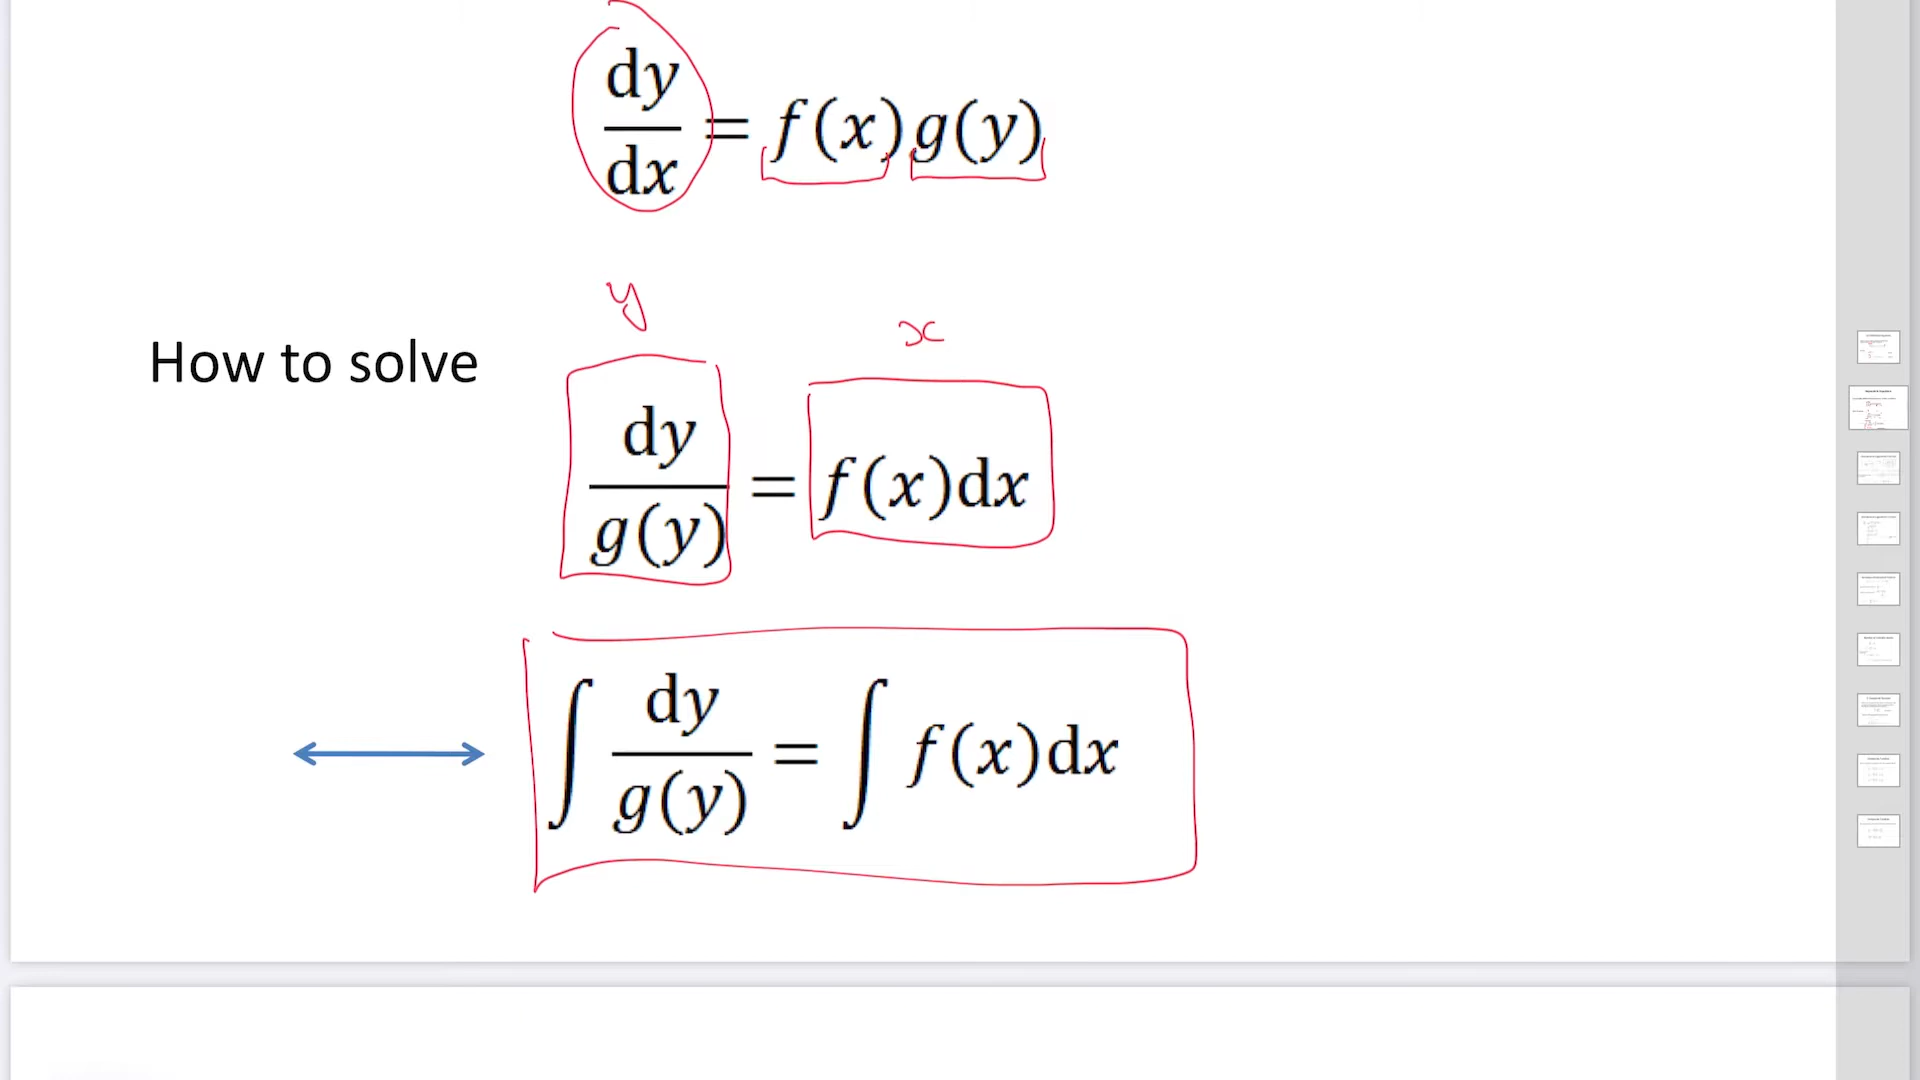 dy/dx = f(x)g(y)
y
x
How to solve
dy/g(y) = f(x)dx
∫ dy/g(y) = ∫ f(x)dx